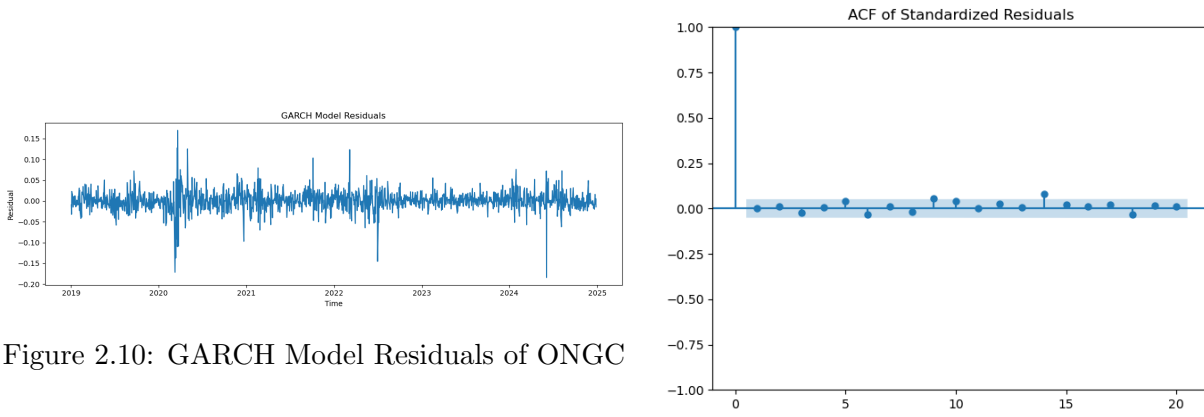 GARCH Model Residuals
0.15
0.10
0.05
0.00
−0.05
−0.10
−0.15
−0.20
Residual
2019 2020 2021 2022 2023 2024 2025
Time
Figure 2.10: GARCH Model Residuals of ONGC
ACF of Standardized Residuals
1.00
0.75
0.50
0.25
0.00
−0.25
−0.50
−0.75
−1.00
0 5 10 15 20